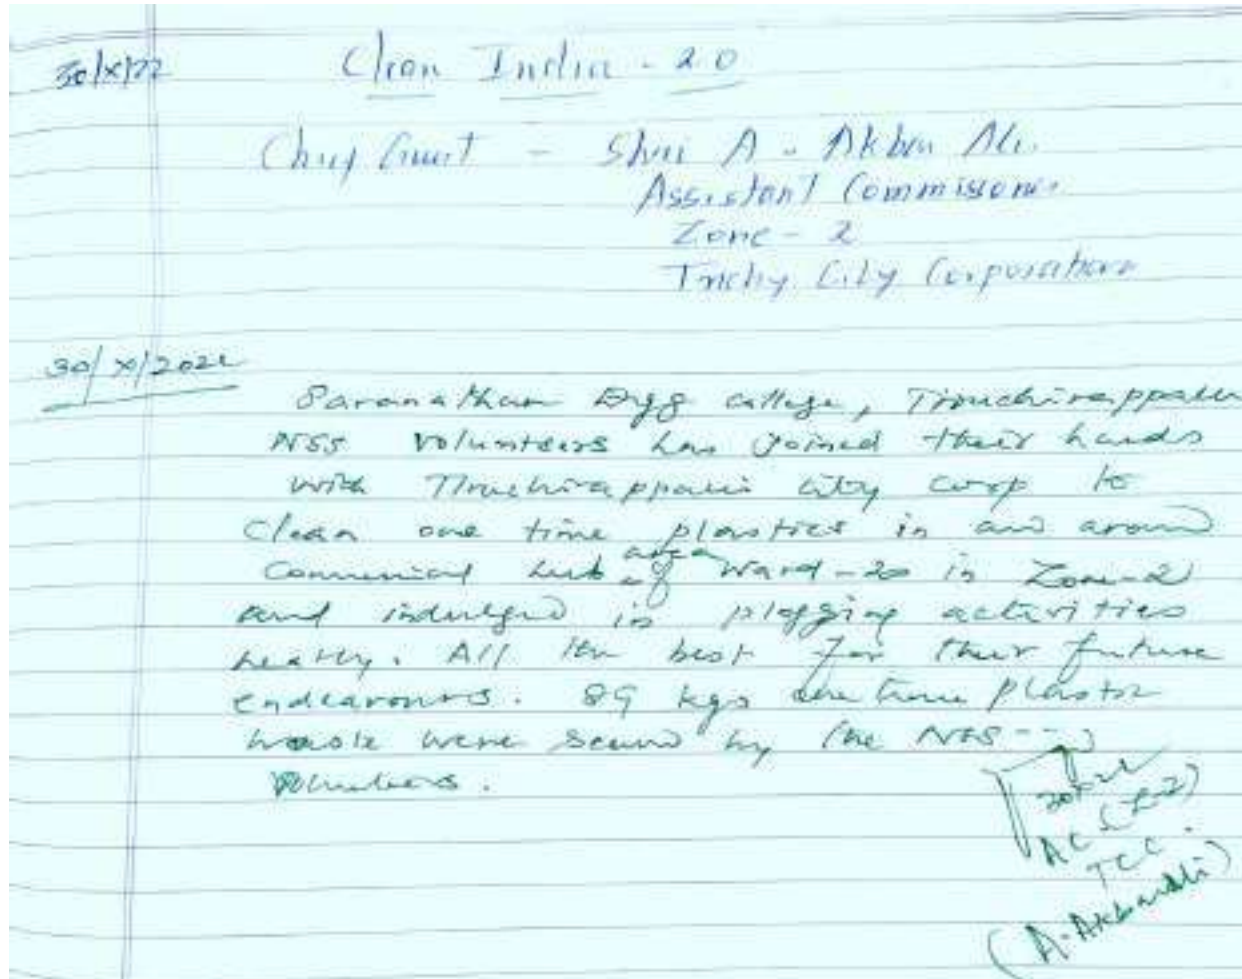 30/X/22
Clean India - 2.0
Chief Guest - Shri A. Akbar Ali
Assistant Commissioner
Zone - 2
Trichy City Corporation
30/X/2022
Saranathan Engg college, Tiruchirappalli
NSS Volunteers has joined their hands
with Tiruchirappalli city corp to
Clean one time plastics in and around
Commercial hub area of Ward-20 in Zone-2
and indulged in plogging activities
heartly. All the best for their future
endeavours. 89 kgs one time plastic
waste were by the NSS
Volunteers.
AC (Z-2)
TCC.
(A. Akbar Ali)